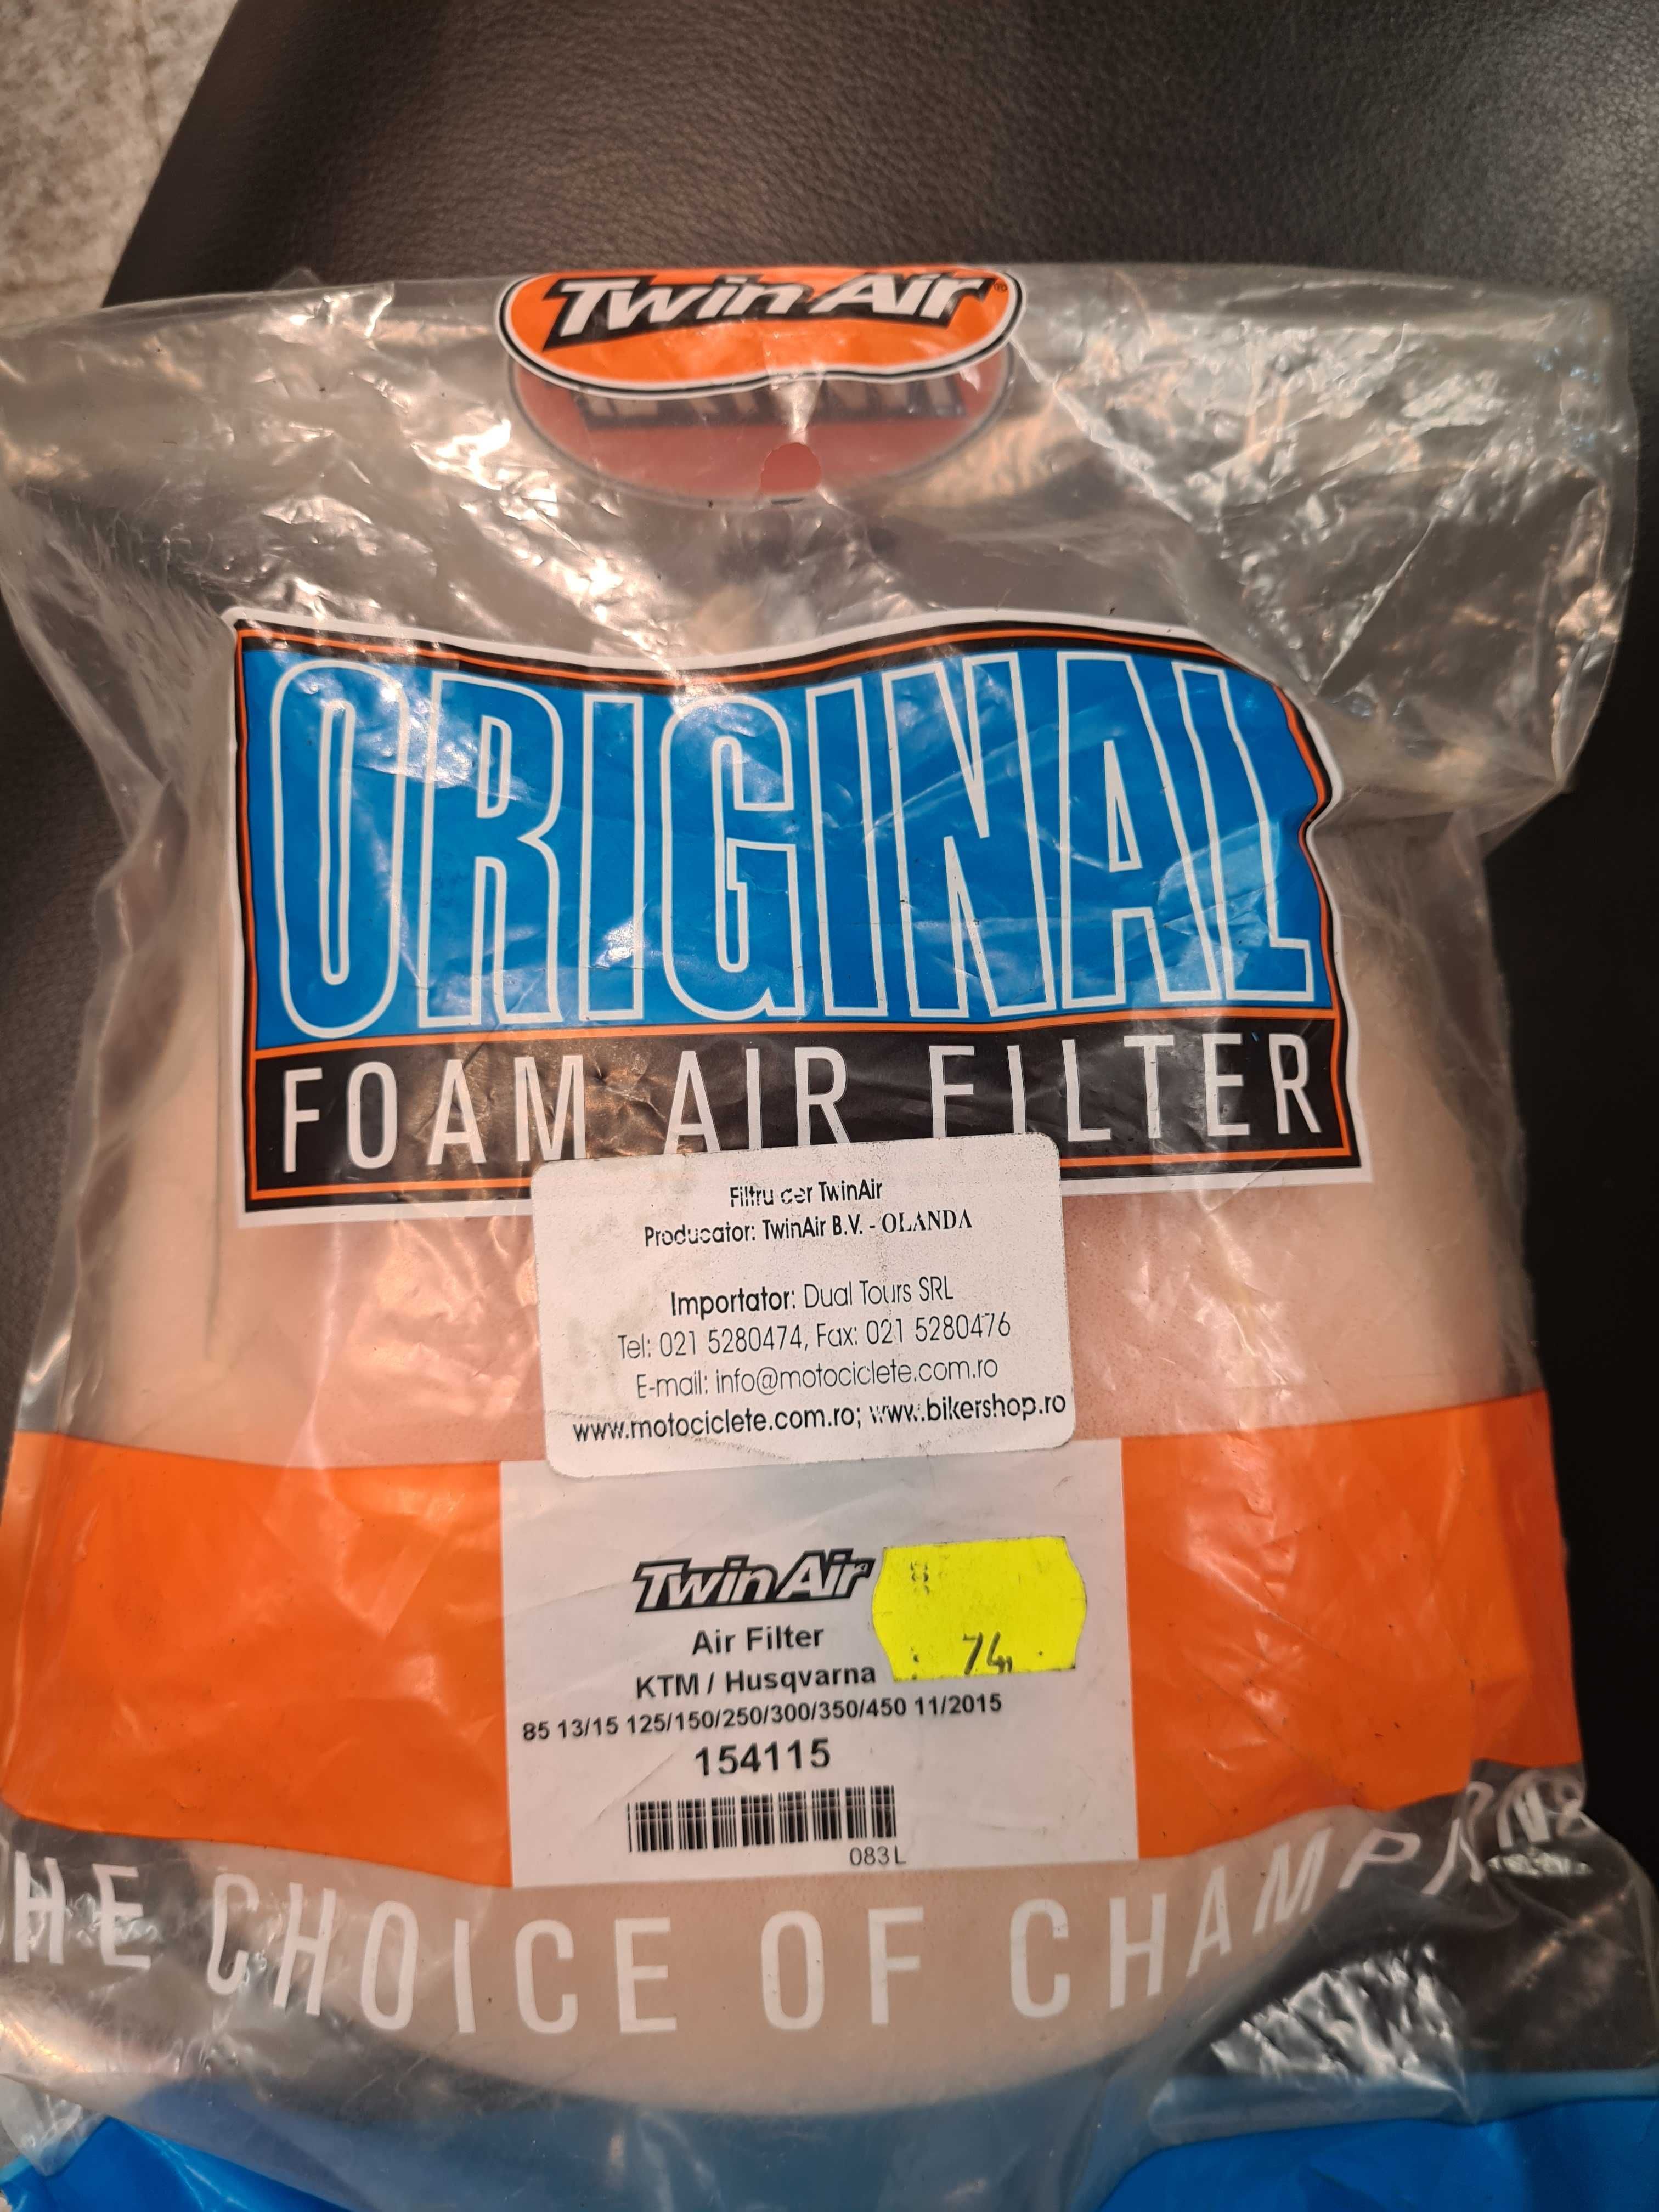 Twin Air®
ORIGINAL
FOAM AIR FILTER
Filtru aer TwinAir
Producator: TwinAir B.V. - OLANDA
Importator: Dual Tours SRL
Tel: 021 5280474, Fax: 021 5280476
E-mail: info@motociclete.com.ro
www.motociclete.com.ro; www.bikershop.ro
Twin Air
74,
Air Filter
KTM / Husqvarna
85 13/15 125/150/250/300/350/450 11/2015
154115
083L
HE CHOICE OF CHAMP